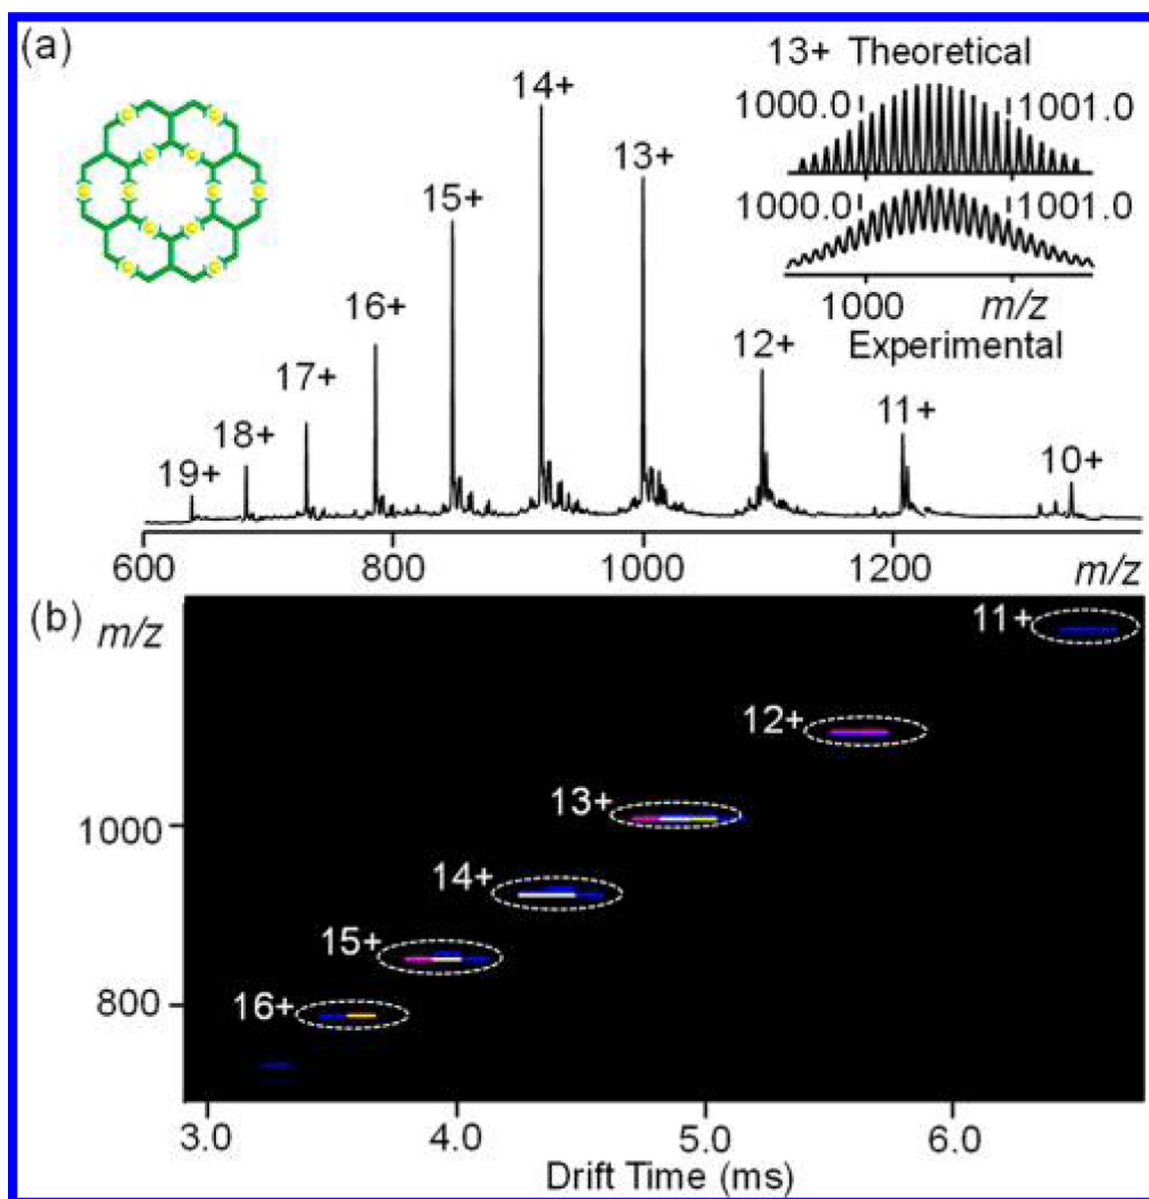 (a)
13+ Theoretical
1000.0 1001.0
1000.0 1001.0
1000 m/z
Experimental
14+
13+
15+
16+
12+
17+
11+
18+
10+
19+
600 800 1000 1200 m/z
(b) m/z
11+
12+
13+
1000
14+
15+
16+
800
3.0 4.0 5.0 6.0
Drift Time (ms)